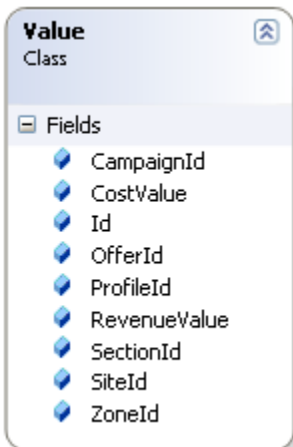 Value
Class
Fields
CampaignId
CostValue
Id
OfferId
ProfileId
RevenueValue
SectionId
SiteId
ZoneId